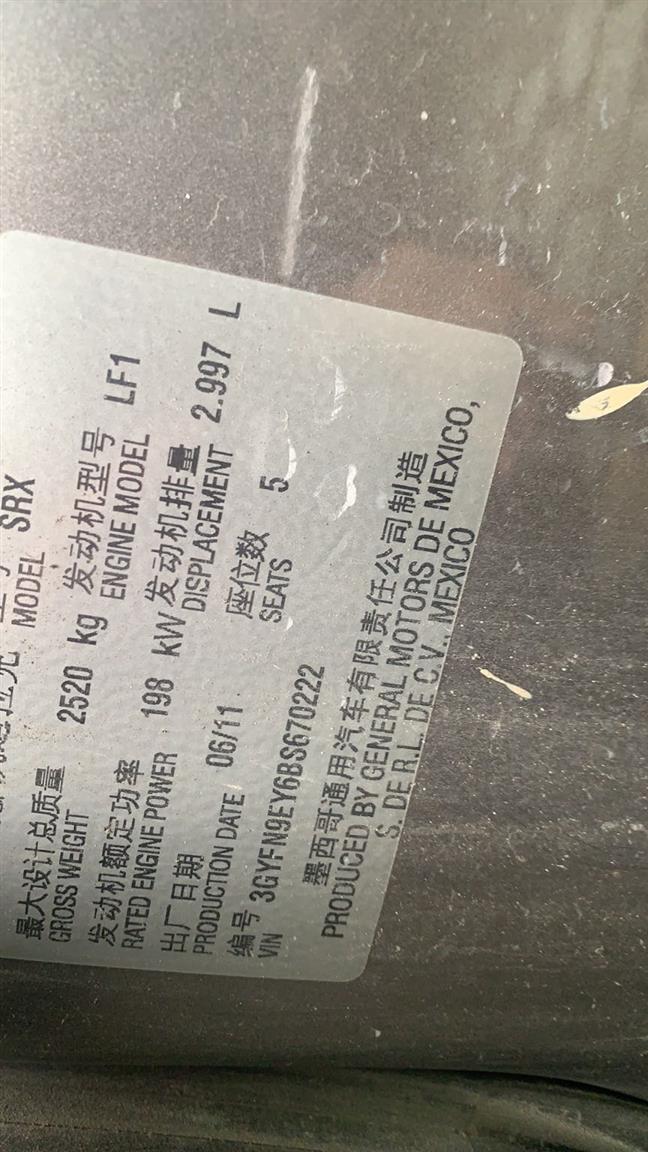 SRX
MODEL
最大设计总质量 2520 kg 发动机型号 LF1
GROSS WEIGHT ENGINE MODEL
发动机额定功率 198 kW 发动机排量 2.997 L
RATED ENGINE POWER DISPLACEMENT
出厂日期 06/11 座位数 5
PRODUCTION DATE SEATS
编号 3GYFN9EY6BS670222
VIN
墨西哥通用汽车有限责任公司制造
PRODUCED BY GENERAL MOTORS DE MEXICO,
S. DE R.L. DE C.V., MEXICO